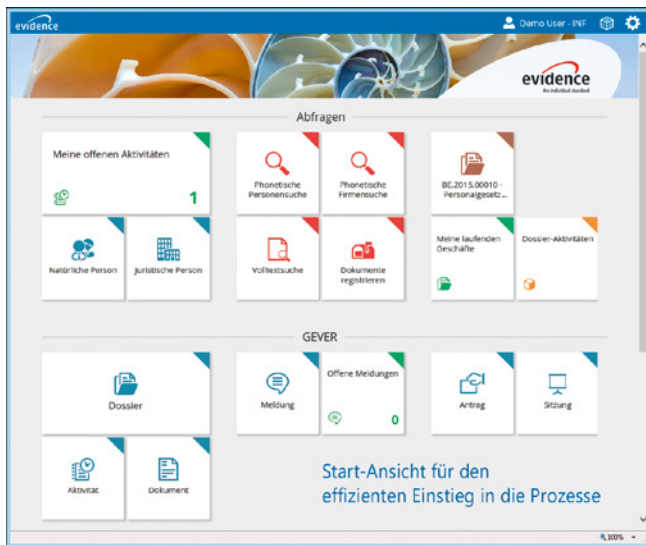 evidence
Demo User - INF
evidence
the individual standard
Abfragen
Meine offenen Aktivitäten
1
Phonetische
Personensuche
Phonetische
Firmensuche
BE.2015.00010 -
Personalgesetz...
Natürliche Person
Juristische Person
Volltextsuche
Dokumente
registrieren
Meine laufenden
Geschäfte
Dossier-Aktivitäten
GEVER
Dossier
Meldung
Offene Meldungen
0
Antrag
Sitzung
Aktivität
Dokument
Start-Ansicht für den
effizienten Einstieg in die Prozesse
100%